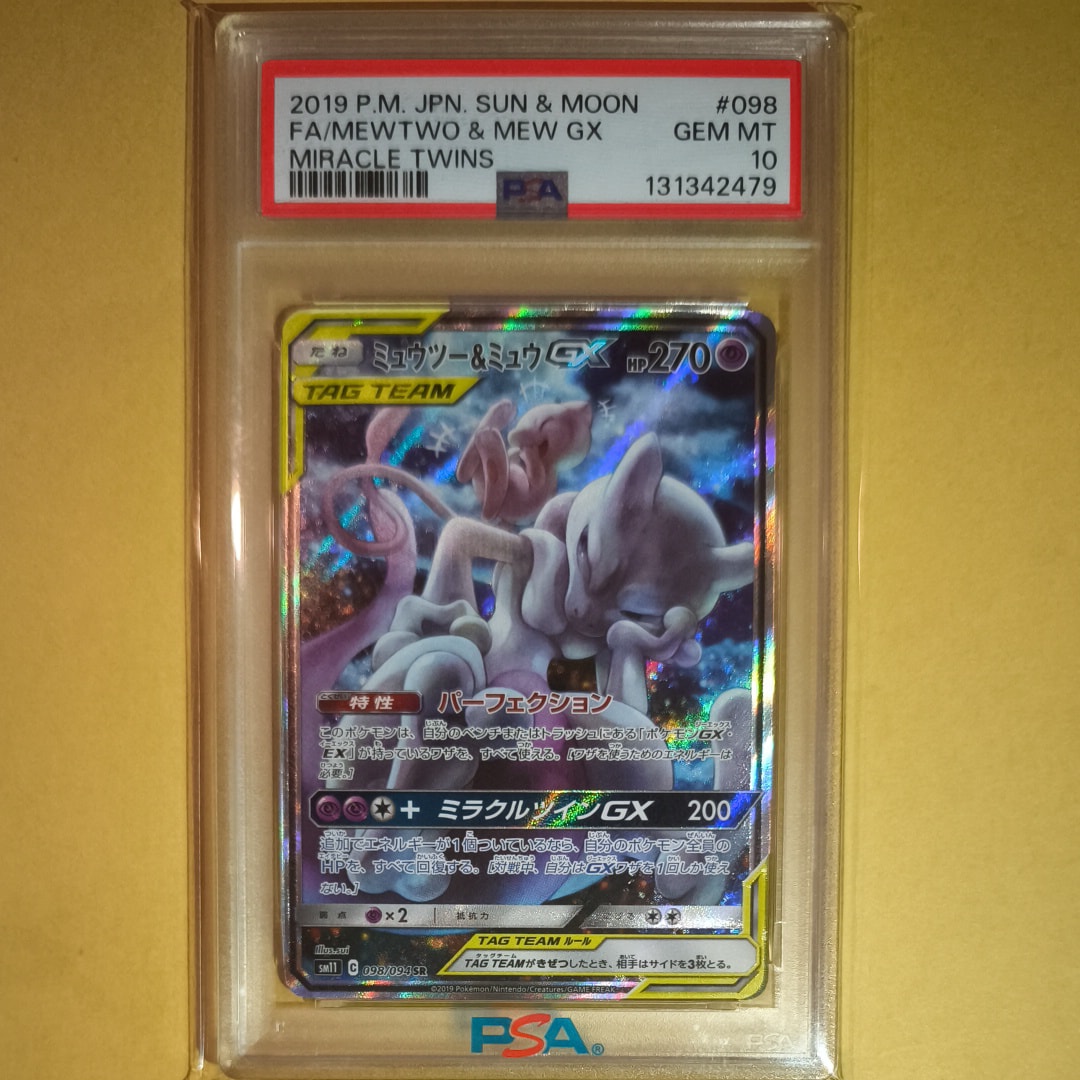 2019 P.M. JPN. SUN & MOON #098
FA/MEWTWO & MEW GX GEM MT
MIRACLE TWINS 10
131342479
PSA
たね ミュウツー&ミュウGX HP270
TAG TEAM
特性 パーフェクション
このポケモンは、自分のベンチまたはトラッシュにある「ポケモンGX・
EX」が持っているワザを、すべて使える。[ワザを使うためのエネルギーは
必要。]
+ ミラクルツインGX 200
追加でエネルギーが1個ついているなら、自分のポケモン全員の
HPを、すべて回復する。[対戦中、自分はGXワザを1回しか使え
ない。]
弱点 ×2 抵抗力 にげる
Illus.sui
TAG TEAM ルール
sm11 C 098/094 SR
TAG TEAMがきぜつしたとき、相手はサイドを3枚とる。
©2019 Pokémon/Nintendo/Creatures/GAME FREAK
PSA®
PSA